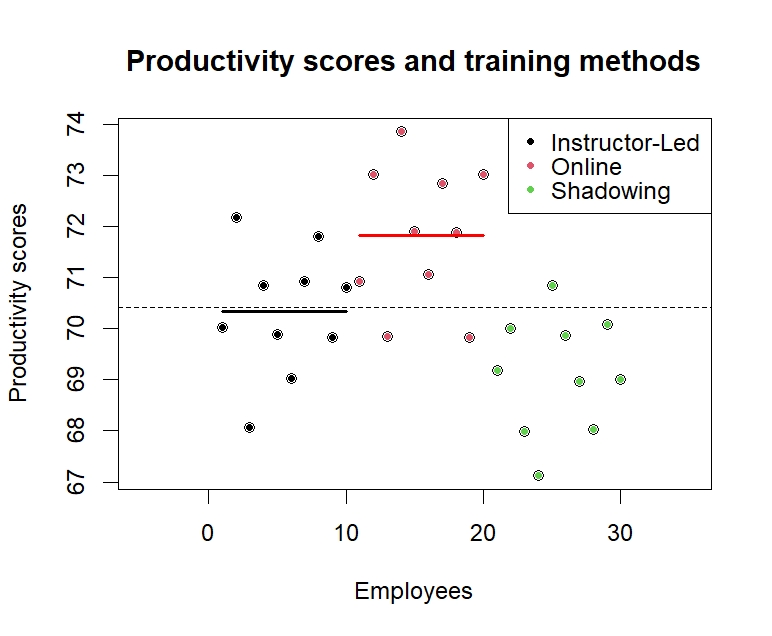 Productivity scores and training methods
Instructor-Led
Online
Shadowing
Productivity scores
74
73
72
71
70
69
68
67
0 10 20 30
Employees